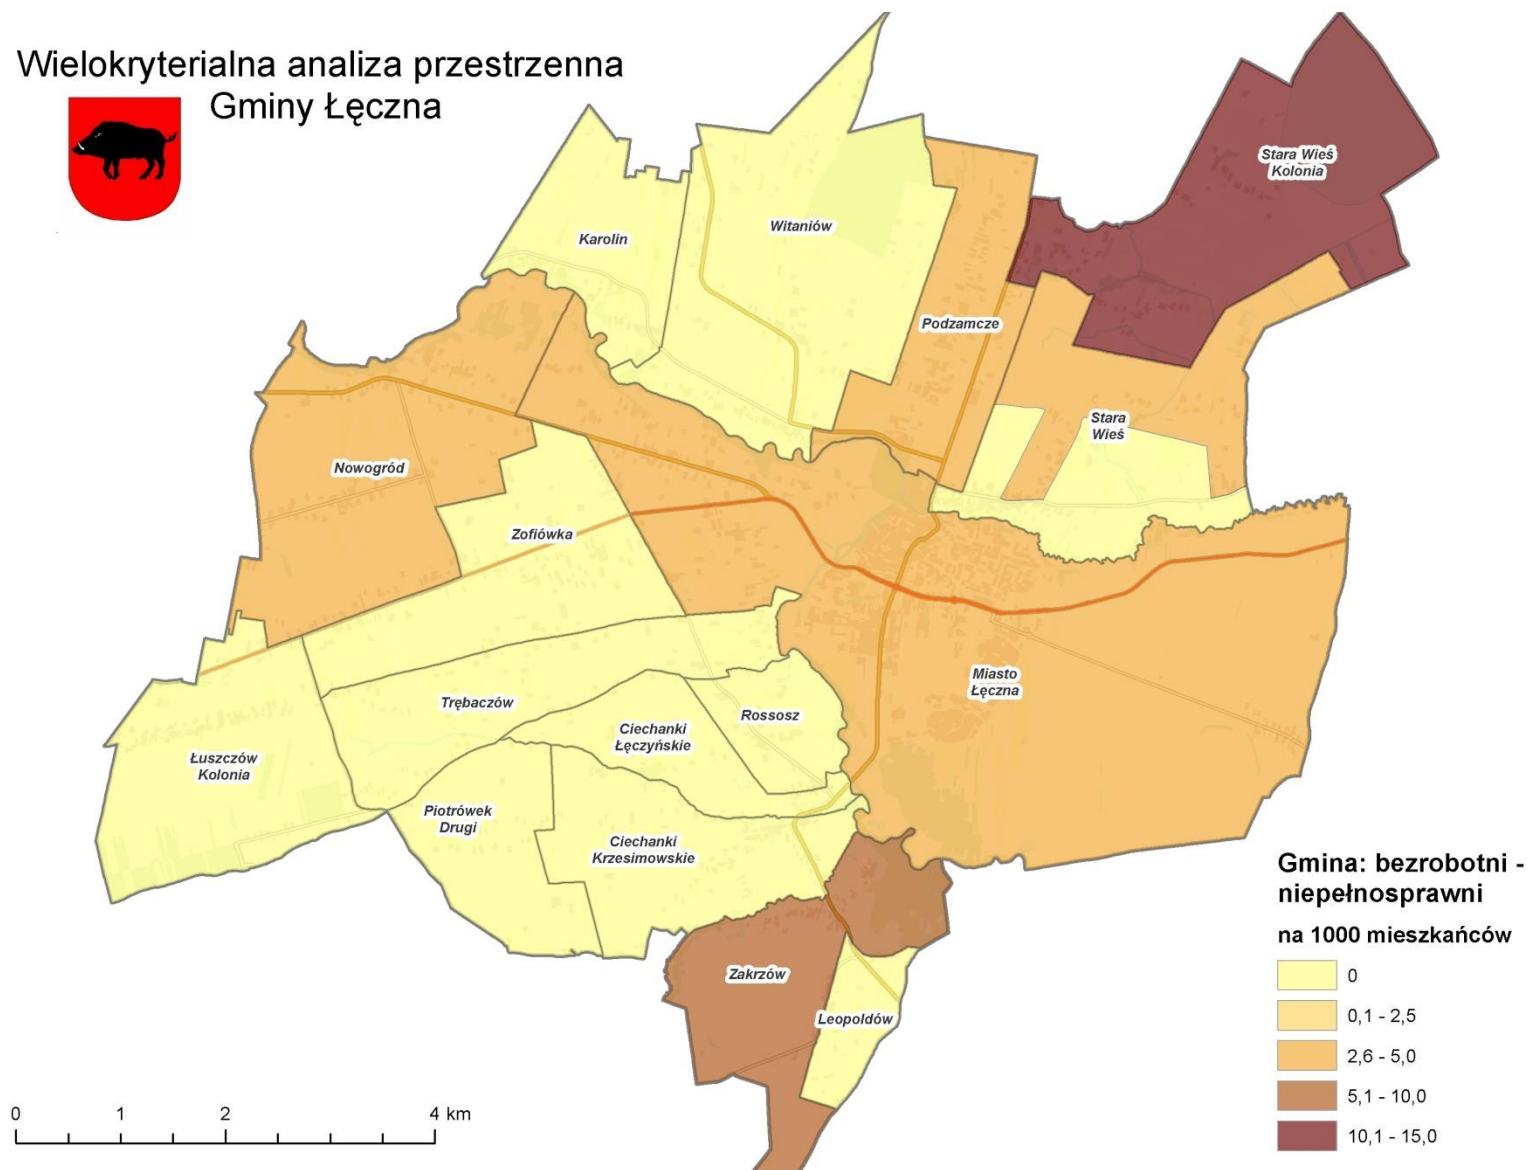 Wielokryterialna analiza przestrzenna
Gminy Łęczna
Stara Wieś
Kolonia
Karolin
Witaniów
Podzamcze
Stara
Wieś
Nowogród
Zofiówka
Miasto
Łęczna
Trębaczów
Rossosz
Ciechanki
Łęczyńskie
Łuszczów
Kolonia
Piotrówek
Drugi
Ciechanki
Krzesimowskie
Zakrzów
Leopoldów
Gmina: bezrobotni -
niepełnosprawni
na 1000 mieszkańców
0
0,1 - 2,5
2,6 - 5,0
5,1 - 10,0
10,1 - 15,0
0 1 2 4 km